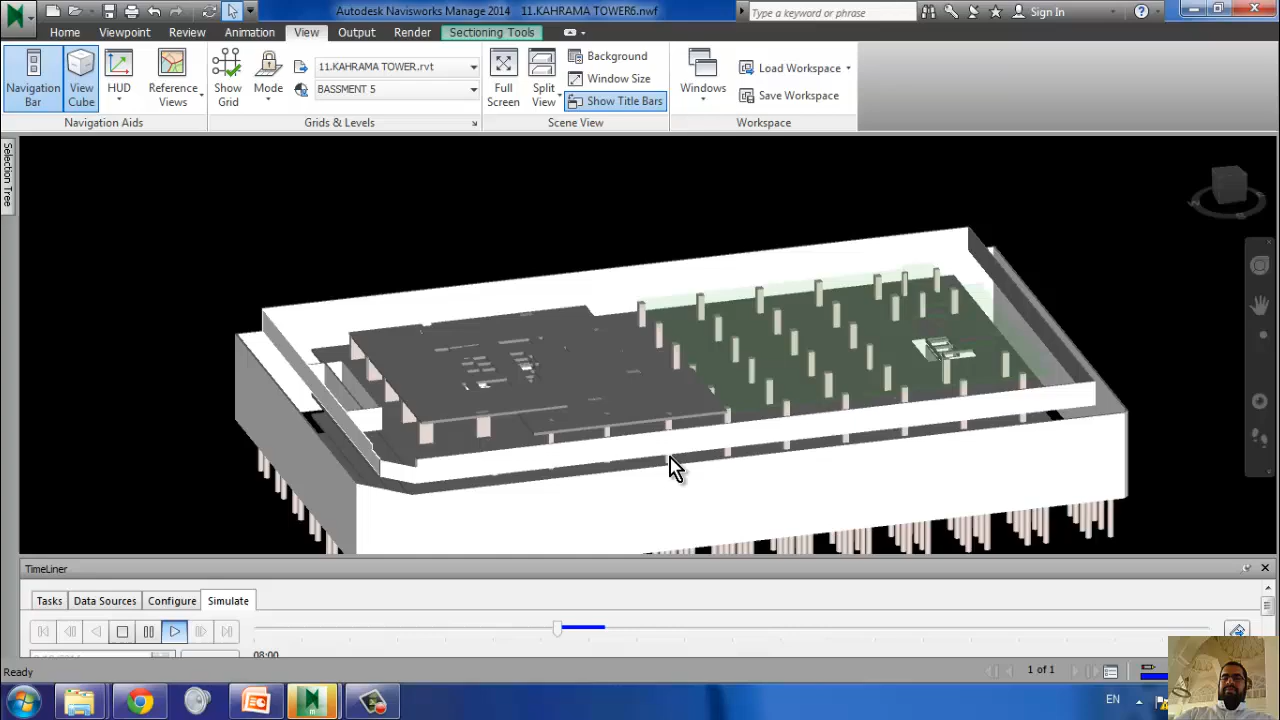 Autodesk Navisworks Manage 2014 11.KAHRAMA TOWER6.nwf
Type a keyword or phrase
Sign In
Home Viewpoint Review Animation View Output Render Sectioning Tools
Navigation Bar
View Cube
HUD
Reference Views
Navigation Aids
Show Grid
Mode
11.KAHRAMA TOWER.rvt
BASSMENT 5
Grids & Levels
Full Screen
Split View
Background
Window Size
Show Title Bars
Scene View
Windows
Load Workspace
Save Workspace
Workspace
Selection Tree
TimeLiner
Tasks Data Sources Configure Simulate
08:00
Ready
1 of 1
EN